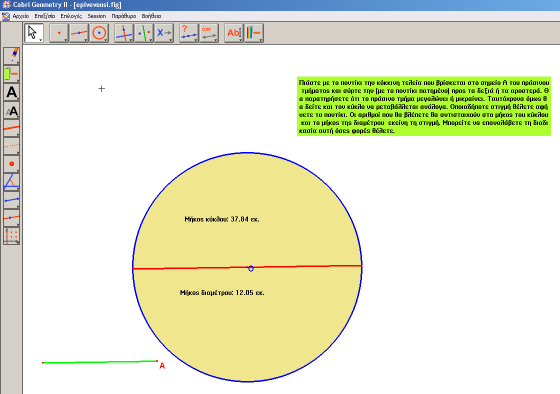 Cabri Geometry II - [epiveveosi.fig]
Αρχείο Επεξ/σία Επιλογές Session Παράθυρο Βοήθεια
A
A
?
X
cm
Ab
Πιάστε με το ποντίκι την κόκκινη τελεία που βρίσκεται στο σημείο Α του πράσινου
τμήματος και σύρτε την (με το ποντίκι πατημένο) προς τα δεξιά ή τα αριστερά. Θ
α παρατηρήσετε ότι το πράσινο τμήμα μεγαλώνει ή μικραίνει. Ταυτόχρονα όμως θ
α δείτε και τον κύκλο να μεταβάλλεται ανάλογα. Οποιαδήποτε στιγμή θέλετε αφή
νετε το ποντίκι. Οι αριθμοί που θα βλέπετε θα αντιστοικούν στο μήκος του κύκλου
και το μήκος της διαμέτρου εκείνη τη στιγμή. Μπορείτε να επαναλάβετε τη διαδι
κασία αυτή όσες φορές θέλετε.
Μήκος κύκλου: 37.84 εκ.
Μήκος διαμέτρου: 12.05 εκ.
A